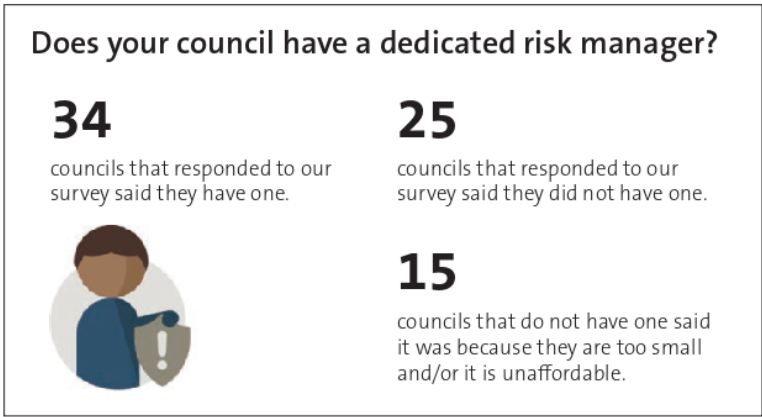 Does your council have a dedicated risk manager?
34
councils that responded to our
survey said they have one.
25
councils that responded to our
survey said they did not have one.
15
councils that do not have one said
it was because they are too small
and/or it is unaffordable.
!